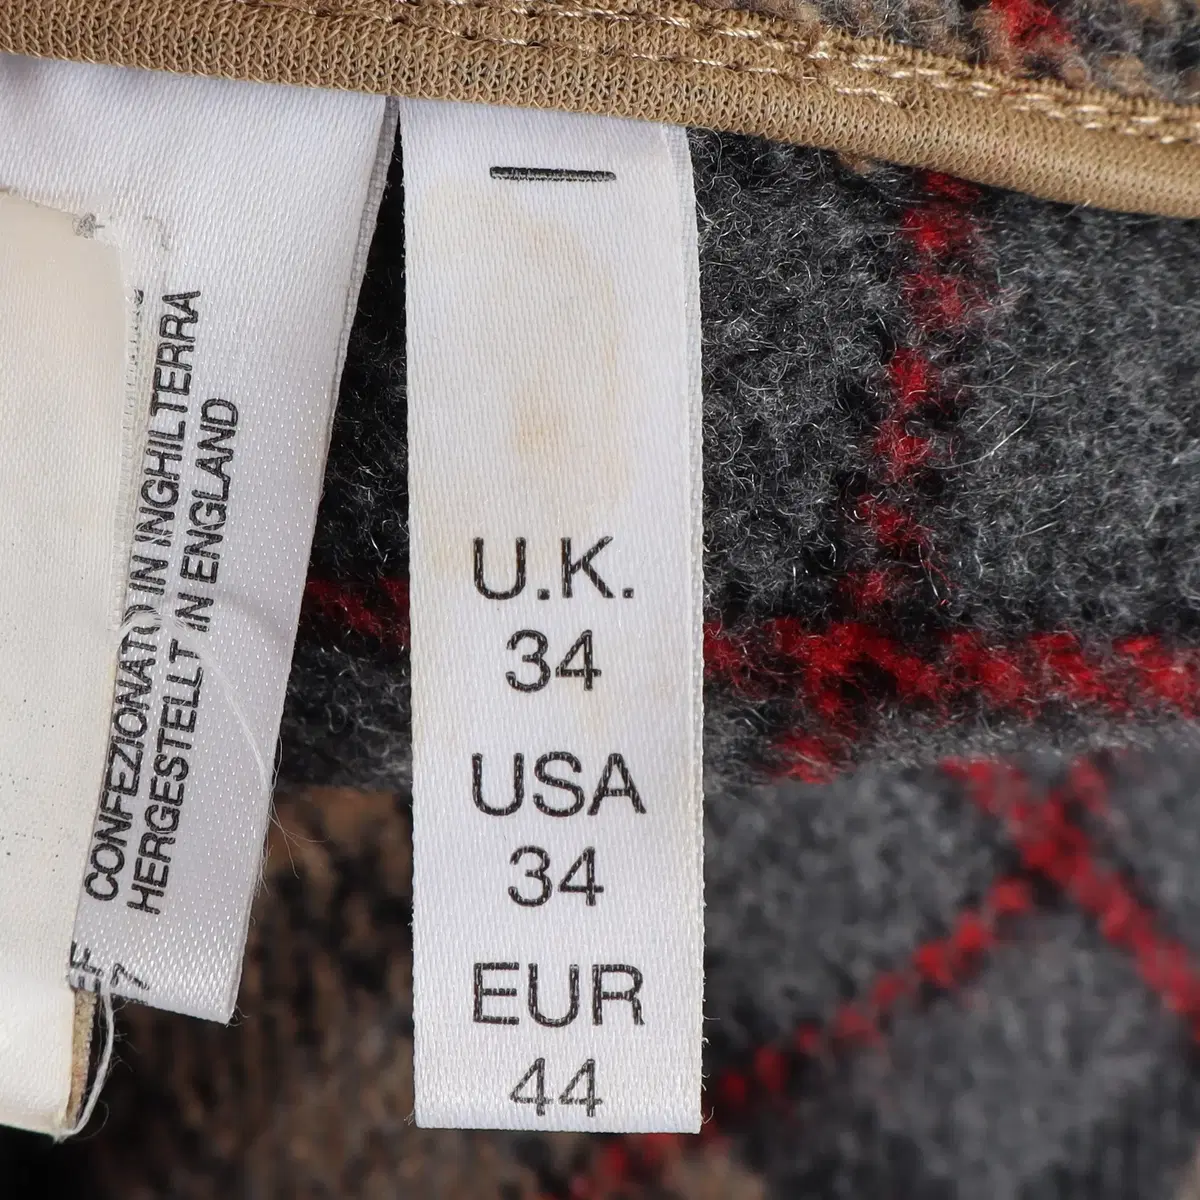 CONFEZIONATO IN INGHILTERRA
HERGESTELLT IN ENGLAND
U.K.
34
USA
34
EUR
44